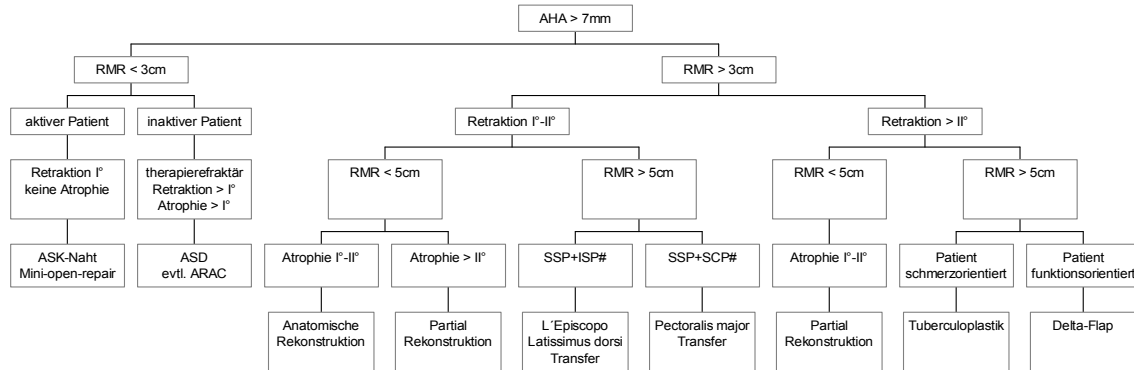 AHA > 7mm
RMR < 3cm
RMR > 3cm
aktiver Patient
inaktiver Patient
Retraktion I°-II°
Retraktion > II°
Retraktion I°
keine Atrophie
therapierefraktär
Retraktion > I°
Atrophie > I°
RMR < 5cm
RMR > 5cm
RMR < 5cm
RMR > 5cm
ASK-Naht
Mini-open-repair
ASD
evtl. ARAC
Atrophie I°-II°
Atrophie > II°
SSP+ISP#
SSP+SCP#
Atrophie I°-II°
Patient
schmerzorientiert
Patient
funktionsorientiert
Anatomische
Rekonstruktion
Partial
Rekonstruktion
L´Episcopo
Latissimus dorsi
Transfer
Pectoralis major
Transfer
Partial
Rekonstruktion
Tuberculoplastik
Delta-Flap